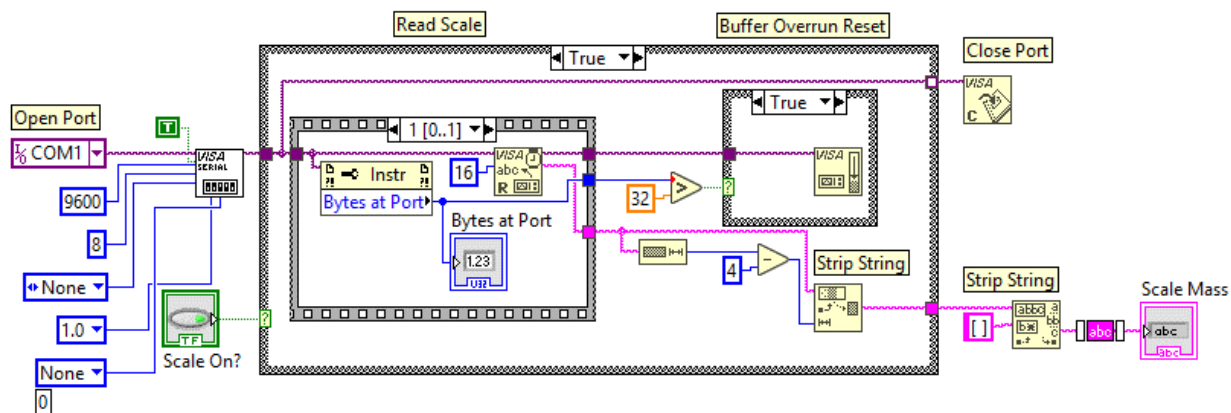 Read Scale
Buffer Overrun Reset
Close Port
True
VISA
C
Open Port
T
True
I/O COM1
VISA
SERIAL
1 [0..1]
Instr
Bytes at Port
16
VISA
abc
R
32
>
?
9600
8
Bytes at Port
1.23
U32
4
-
Strip String
Strip String
Scale Mass
None
1.0
?
TF
Scale On?
[ ]
abbc
abc
abc
abc
None
0